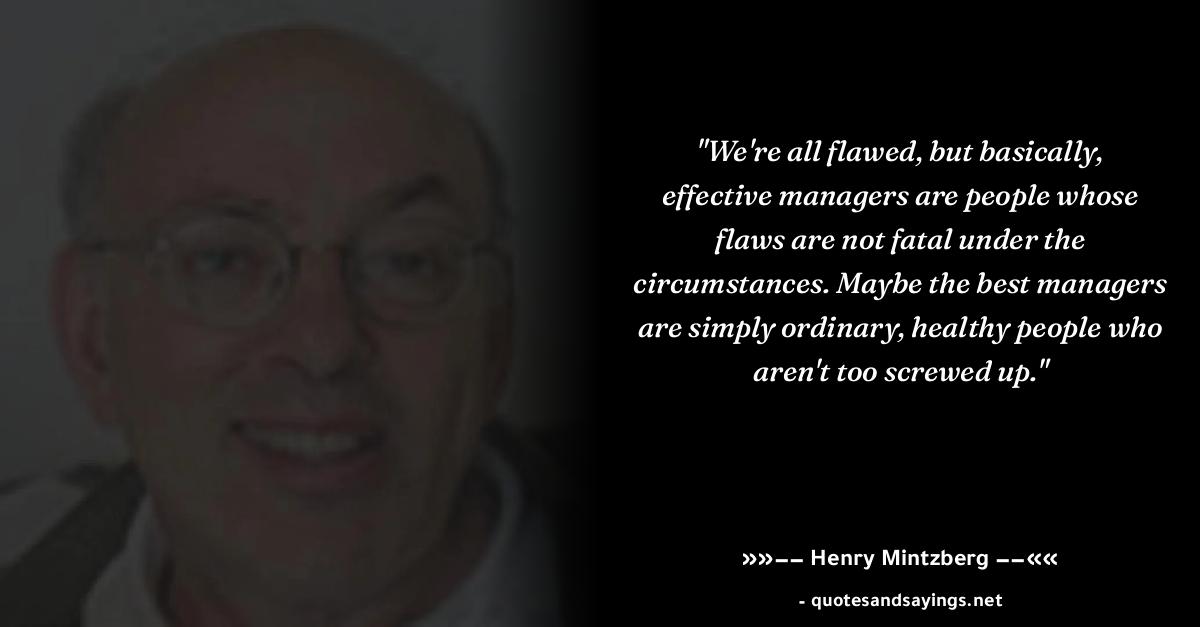 "We're all flawed, but basically,
effective managers are people whose
flaws are not fatal under the
circumstances. Maybe the best managers
are simply ordinary, healthy people who
aren't too screwed up."
»»−− Henry Mintzberg −−««
- quotesandsayings.net